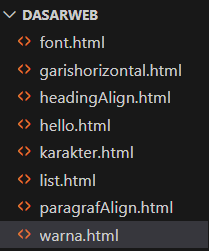 DASARWEB
font.html
garishorizontal.html
headingAlign.html
hello.html
karakter.html
list.html
paragrafAlign.html
warna.html